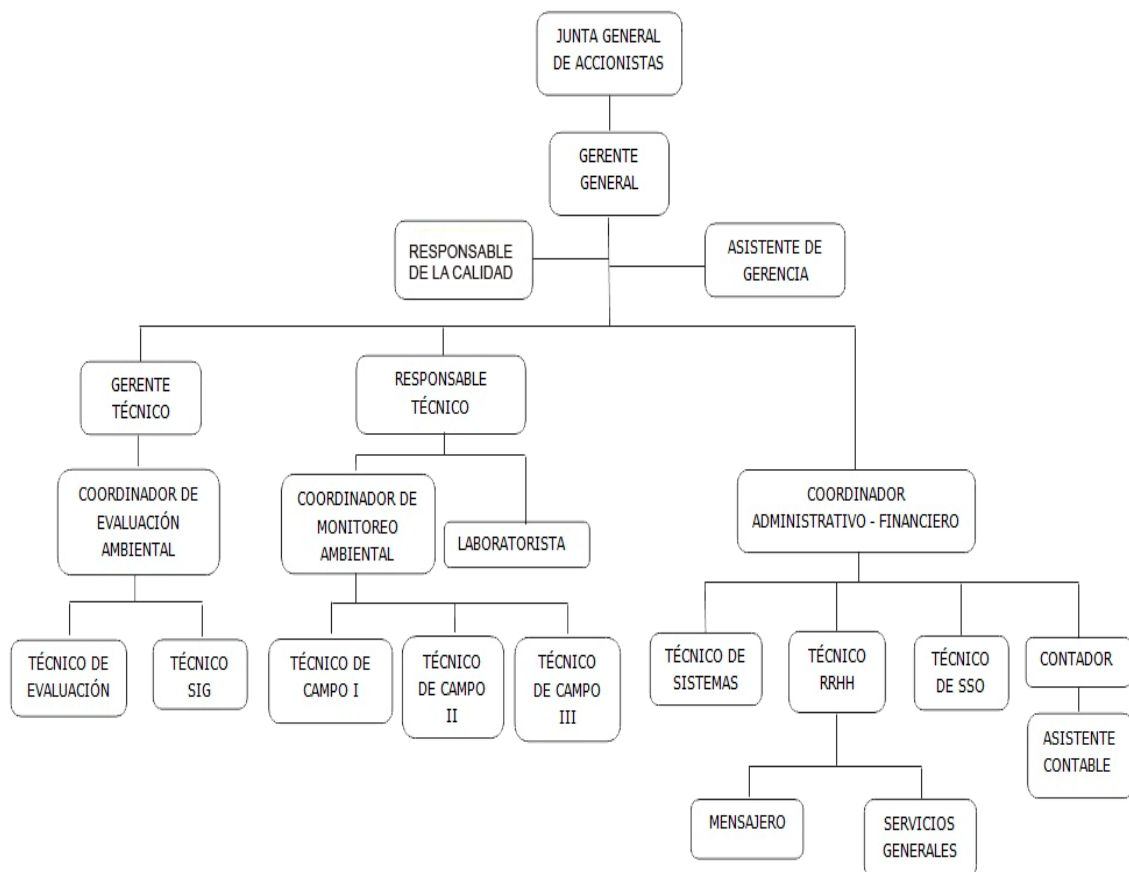 JUNTA GENERAL
DE ACCIONISTAS
GERENTE
GENERAL
RESPONSABLE
DE LA CALIDAD
ASISTENTE DE
GERENCIA
GERENTE
TÉCNICO
RESPONSABLE
TÉCNICO
COORDINADOR DE
EVALUACIÓN
AMBIENTAL
COORDINADOR DE
MONITOREO
AMBIENTAL
LABORATORISTA
COORDINADOR
ADMINISTRATIVO - FINANCIERO
TÉCNICO DE
EVALUACIÓN
TÉCNICO
SIG
TÉCNICO DE
CAMPO I
TÉCNICO
DE CAMPO
II
TÉCNICO
DE CAMPO
III
TÉCNICO DE
SISTEMAS
TÉCNICO
RRHH
TÉCNICO
DE SSO
CONTADOR
ASISTENTE
CONTABLE
MENSAJERO
SERVICIOS
GENERALES